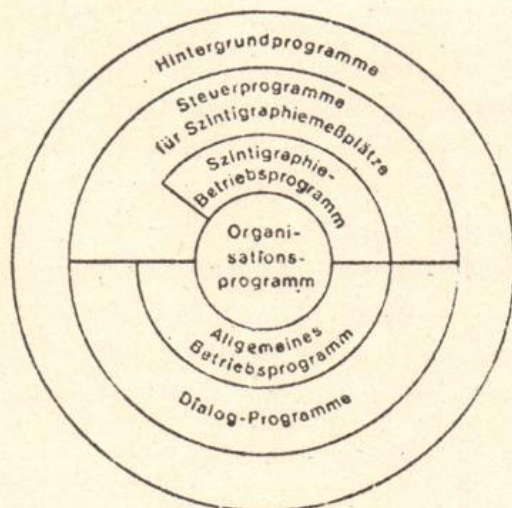 Hintergrundprogramme
Steuerprogramme
für Szintigraphiemeßplätze
Szintigraphie-
Betriebsprogramm
Organi-
sations-
programm
Allgemeines
Betriebsprogramm
Dialog-Programme